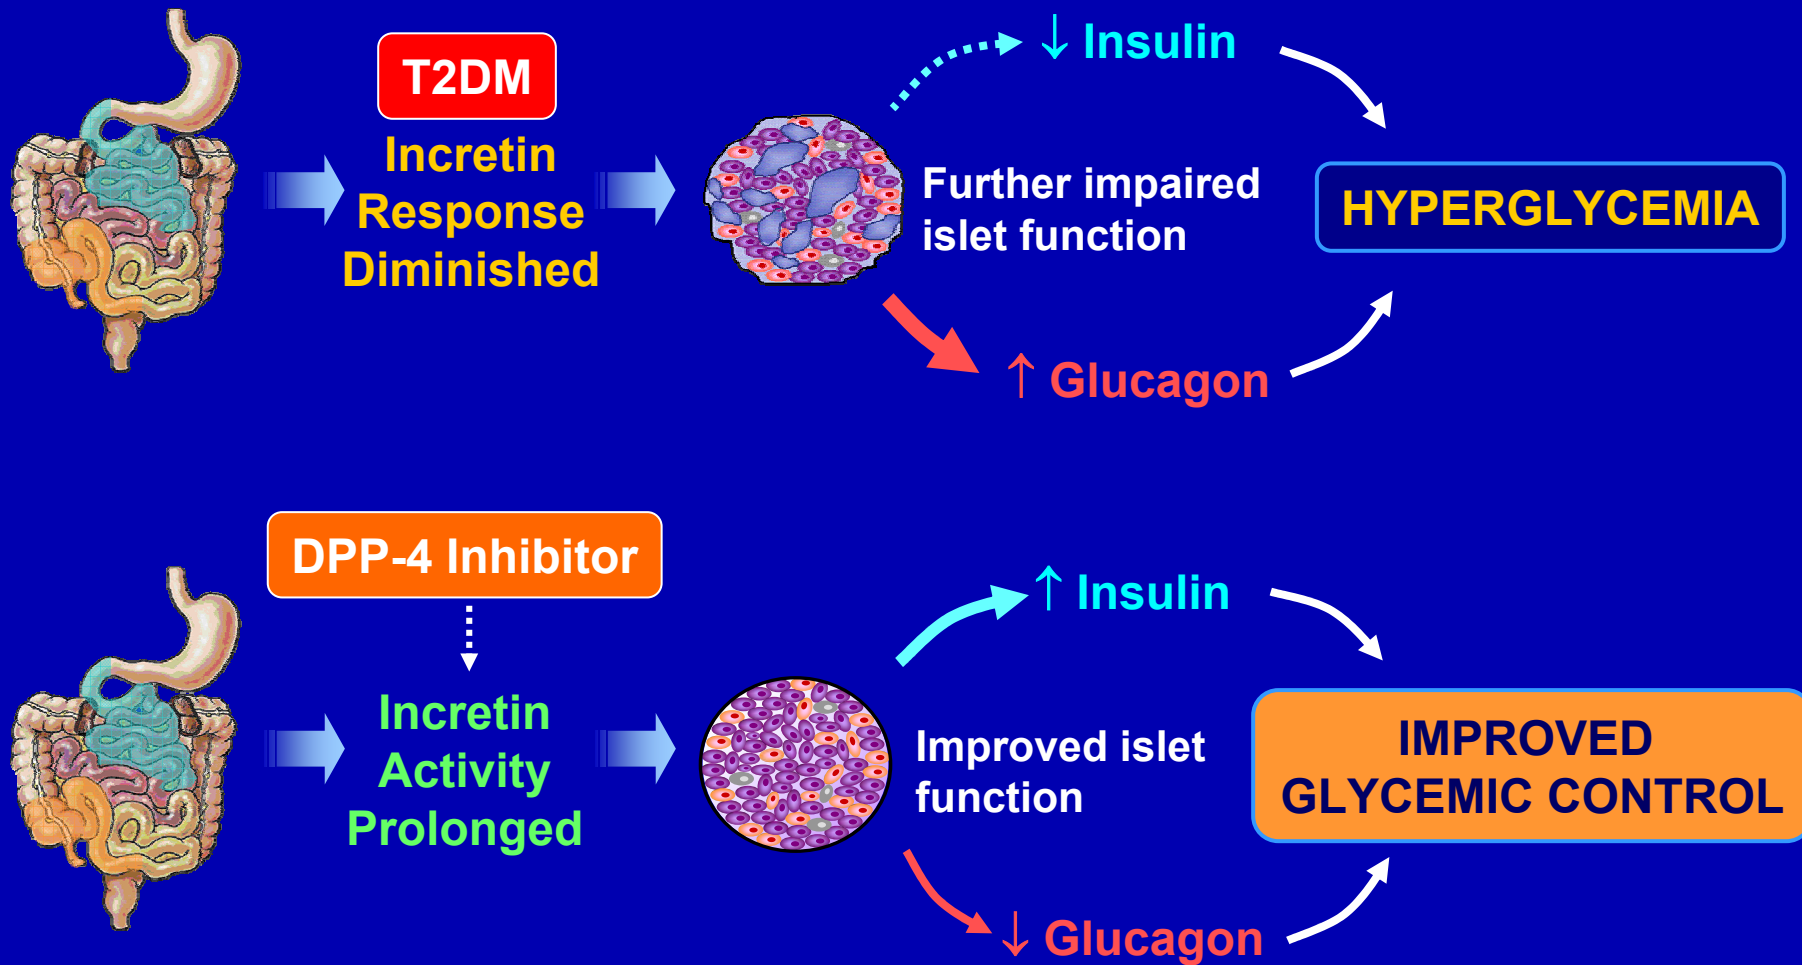 T2DM
Incretin
Response
Diminished
↓ Insulin
Further impaired
islet function
↑ Glucagon
HYPERGLYCEMIA
DPP-4 Inhibitor
Incretin
Activity
Prolonged
↑ Insulin
Improved islet
function
↓ Glucagon
IMPROVED
GLYCEMIC CONTROL